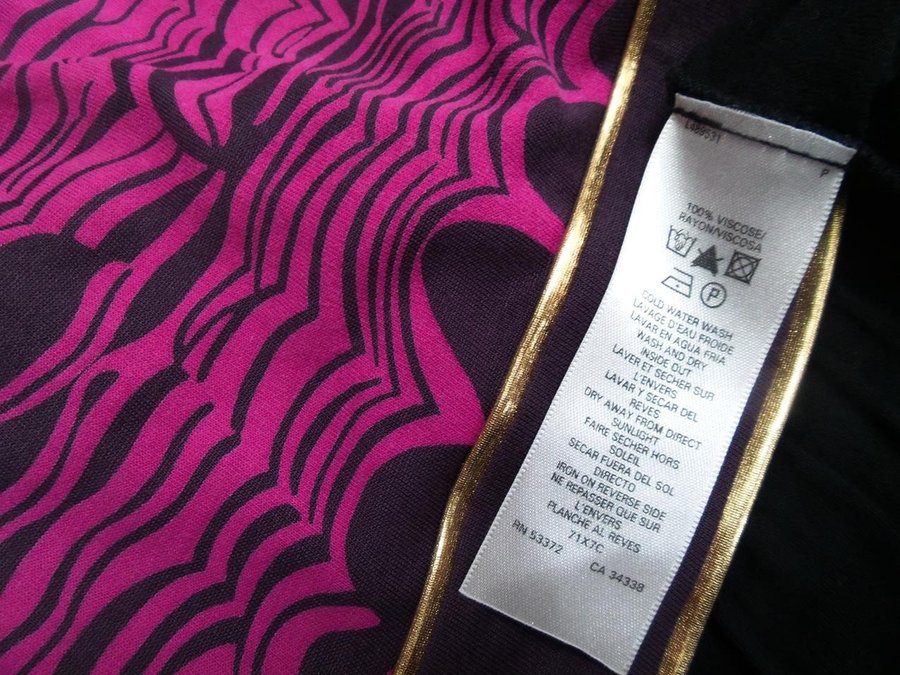 P
100% VISCOSE/
RAYON/VISCOSA
P
COLD WATER WASH
LAVAGE D'EAU FROIDE
LAVAR EN AGUA FRIA
WASH AND DRY
INSIDE OUT
LAVER ET SECHER SUR
L'ENVERS
LAVAR Y SECAR DEL
REVES
DRY AWAY FROM DIRECT
SUNLIGHT
FAIRE SECHER HORS
SOLEIL
SECAR FUERA DEL SOL
DIRECTO
IRON ON REVERSE SIDE
NE REPASSER QUE SUR
L'ENVERS
PLANCHE AL REVES
71X7C
RN 53372 CA 34338